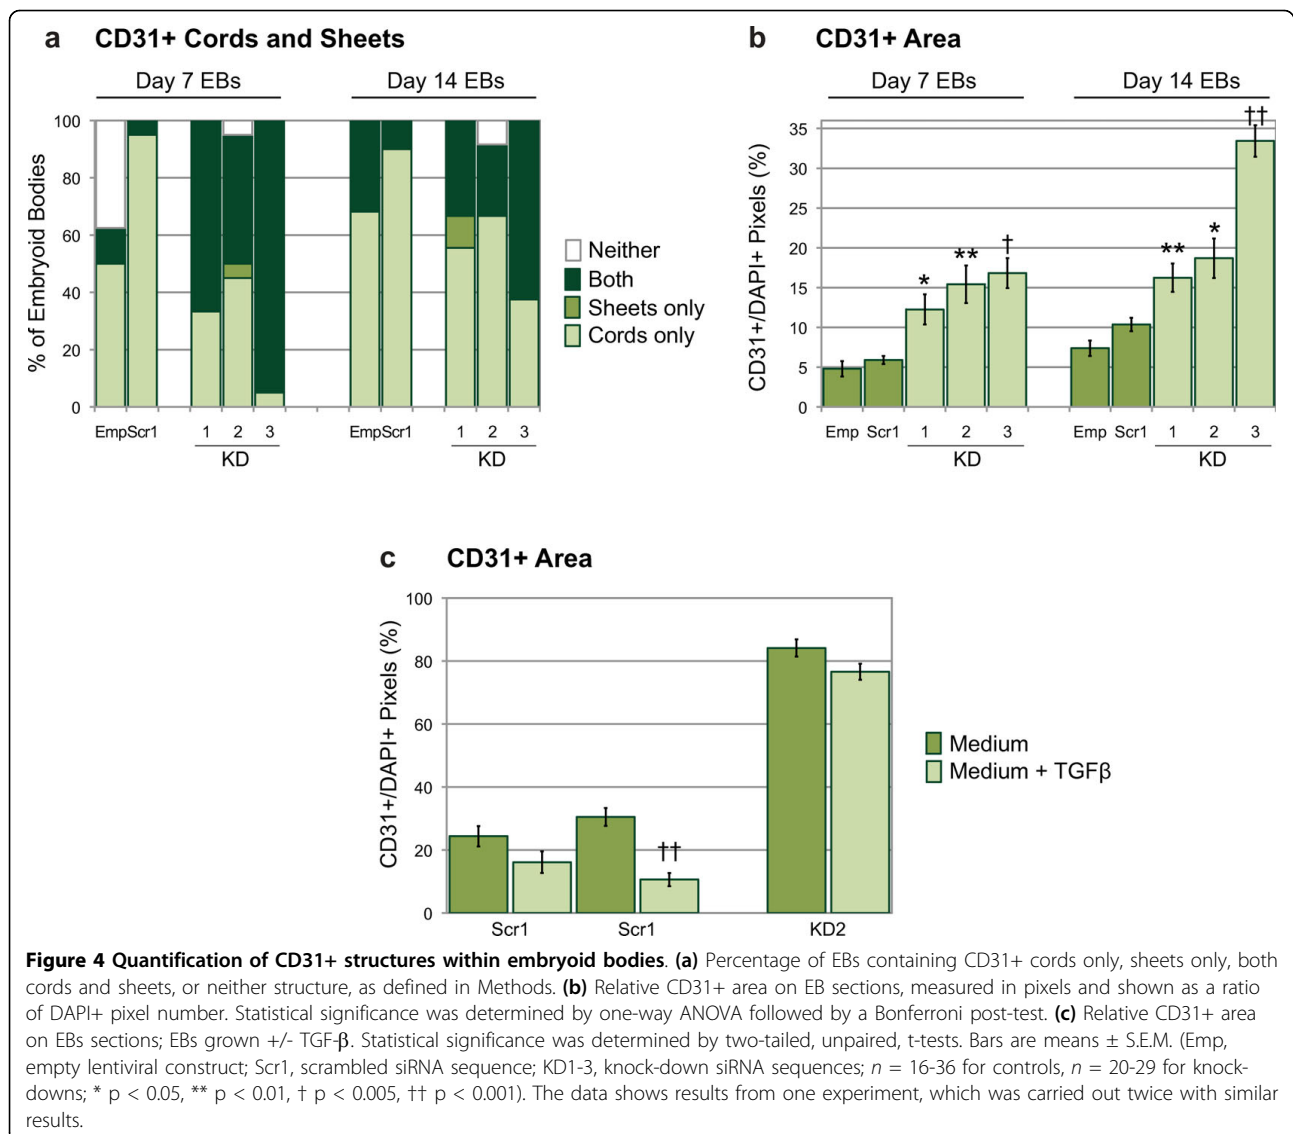 a CD31+ Cords and Sheets
Day 7 EBs Day 14 EBs
% of Embryoid Bodies
100
80
60
40
20
0
EmpScr1 1 2 3 EmpScr1 1 2 3
KD KD
Neither
Both
Sheets only
Cords only
b CD31+ Area
Day 7 EBs Day 14 EBs
CD31+/DAPI+ Pixels (%)
35
30
25
20
15
10
5
0
* ** † ** * ††
Emp Scr1 1 2 3 Emp Scr1 1 2 3
KD KD
c CD31+ Area
CD31+/DAPI+ Pixels (%)
100
80
60
40
20
0
††
Scr1 Scr1 KD2
Medium
Medium + TGFβ
Figure 4 Quantification of CD31+ structures within embryoid bodies. (a) Percentage of EBs containing CD31+ cords only, sheets only, both
cords and sheets, or neither structure, as defined in Methods. (b) Relative CD31+ area on EB sections, measured in pixels and shown as a ratio
of DAPI+ pixel number. Statistical significance was determined by one-way ANOVA followed by a Bonferroni post-test. (c) Relative CD31+ area
on EBs sections; EBs grown +/- TGF-β. Statistical significance was determined by two-tailed, unpaired, t-tests. Bars are means ± S.E.M. (Emp,
empty lentiviral construct; Scr1, scrambled siRNA sequence; KD1-3, knock-down siRNA sequences; n = 16-36 for controls, n = 20-29 for knock-
downs; * p < 0.05, ** p < 0.01, † p < 0.005, †† p < 0.001). The data shows results from one experiment, which was carried out twice with similar
results.